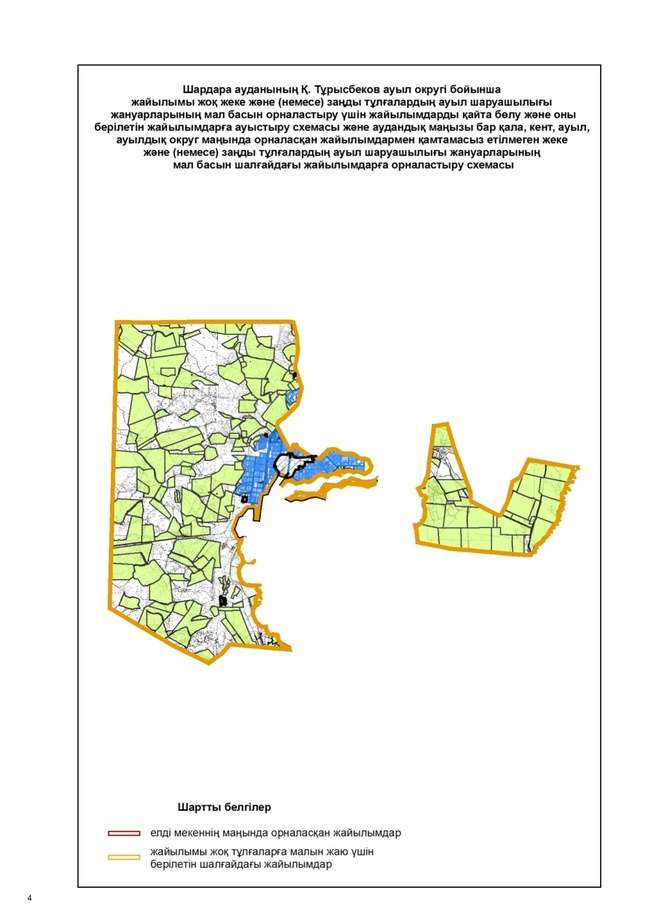 Шардара ауданының Қ. Тұрысбеков ауыл округі бойынша
жайылымы жоқ жеке және (немесе) заңды тұлғалардың ауыл шаруашылығы
жануарларының мал басын орналастыру үшін жайылымдарды қайта бөлу және оны
берілетін жайылымдарға ауыстыру схемасы және аудандық маңызы бар қала, кент, ауыл,
ауылдық округ маңында орналасқан жайылымдармен қамтамасыз етілмеген жеке
және (немесе) заңды тұлғалардың ауыл шаруашылығы жануарларының
мал басын шалғайдағы жайылымдарға орналастыру схемасы
Шартты белгілер
елді мекеннің маңында орналасқан жайылымдар
жайылымы жоқ тұлғаларға малын жаю үшін
берілетін шалғайдағы жайылымдар
4